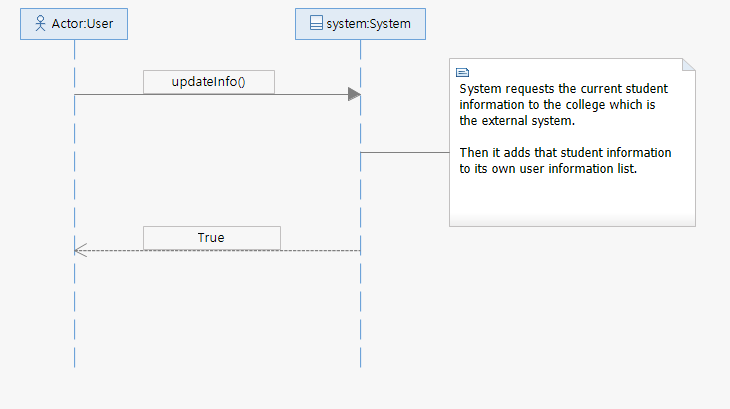 Actor:User
system:System
updateInfo()
System requests the current student
information to the college which is
the external system.
Then it adds that student information
to its own user information list.
True